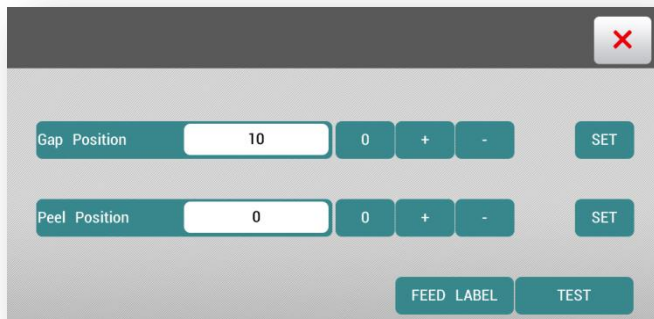 Gap Position 10 0 + - SET
Peel Position 0 0 + - SET
FEED LABEL TEST